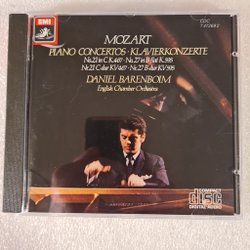 EMI
CDC
MOZART
PIANO CONCERTOS · KLAVIERKONZERTE
No.21 in C K.467 · No.27 in B flat K.595
Nr.21 C-dur KV467 · Nr.27 B-dur KV595
DANIEL BARENBOIM
English Chamber Orchestra
COMPACT
disc
DIGITAL AUDIO